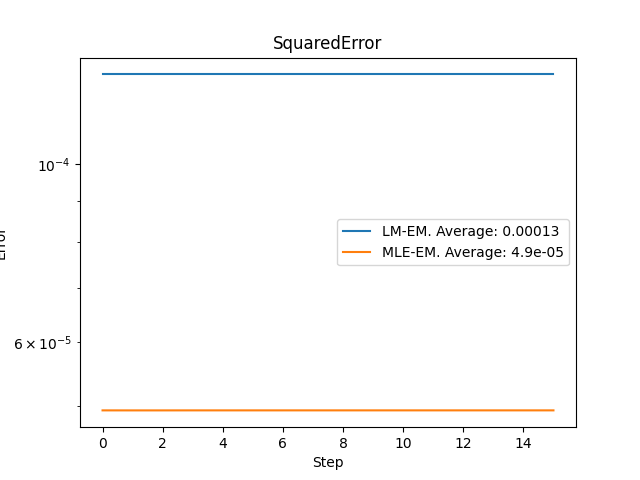 SquaredError
10⁻⁴
6 × 10⁻⁵
Error
LM-EM. Average: 0.00013
MLE-EM. Average: 4.9e-05
0 2 4 6 8 10 12 14
Step